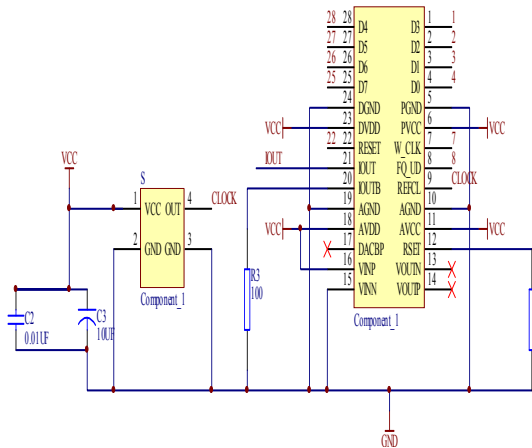 28 28 D4 D3 1 1
27 27 D5 D2 2 2
26 26 D6 D1 3 3
25 25 D7 D0 4 4
24 DGND PGND 5
VCC 23 DVDD PVCC 6 VCC
22 22 RESET W_CLK 7 7
IOUT 21 IOUT FQ_UD 8 8
20 IOUTB REFCL 9 CLOCK
19 AGND AGND 10
VCC 18 AVDD AVCC 11 VCC
17 DACBP RSET 12
16 VINP VOUTIN 13
15 VINN VOUTP 14
Component_1
VCC
S
1 VCC OUT 4 CLOCK
2 GND GND 3
Component_1
R3
100
C2
0.01UF
C3
10UF
GND